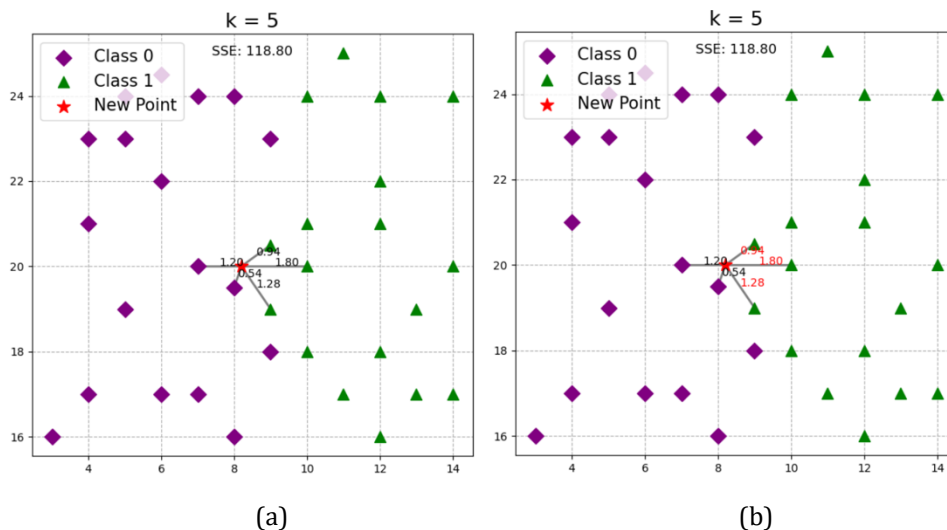 k = 5
SSE: 118.80
Class 0
Class 1
New Point
24
22
20
18
16
0.94
1.20
1.80
0.54
1.28
4
6
8
10
12
14
(a)
k = 5
SSE: 118.80
Class 0
Class 1
New Point
24
22
20
18
16
0.94
1.20
1.80
0.54
1.28
4
6
8
10
12
14
(b)